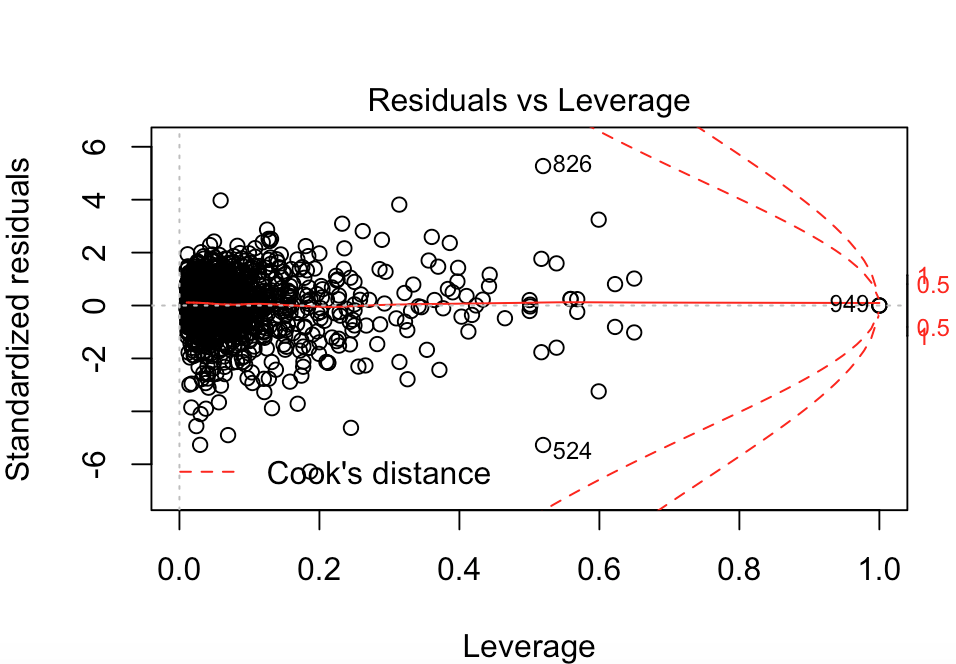 Residuals vs Leverage
Standardized residuals
6
4
2
0
-2
-6
826
949
524
1
0.5
0.5
1
Cook's distance
0.0 0.2 0.4 0.6 0.8 1.0
Leverage